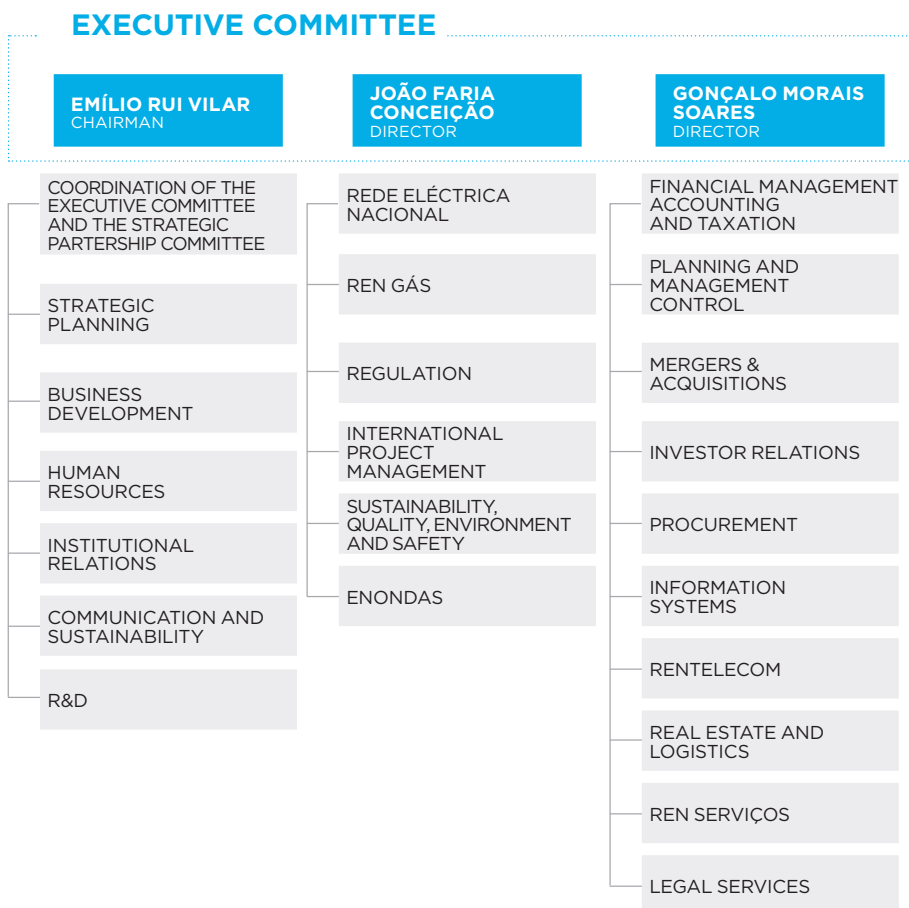 EXECUTIVE COMMITTEE
EMÍLIO RUI VILAR
CHAIRMAN
COORDINATION OF THE
EXECUTIVE COMMITTEE
AND THE STRATEGIC
PARTERSHIP COMMITTEE
STRATEGIC
PLANNING
BUSINESS
DEVELOPMENT
HUMAN
RESOURCES
INSTITUTIONAL
RELATIONS
COMMUNICATION AND
SUSTAINABILITY
R&D
JOÃO FARIA
CONCEIÇÃO
DIRECTOR
REDE ELÉCTRICA
NACIONAL
REN GÁS
REGULATION
INTERNATIONAL
PROJECT
MANAGEMENT
SUSTAINABILITY,
QUALITY, ENVIRONMENT
AND SAFETY
ENONDAS
GONÇALO MORAIS
SOARES
DIRECTOR
FINANCIAL MANAGEMENT
ACCOUNTING
AND TAXATION
PLANNING AND
MANAGEMENT
CONTROL
MERGERS &
ACQUISITIONS
INVESTOR RELATIONS
PROCUREMENT
INFORMATION
SYSTEMS
RENTELECOM
REAL ESTATE AND
LOGISTICS
REN SERVIÇOS
LEGAL SERVICES